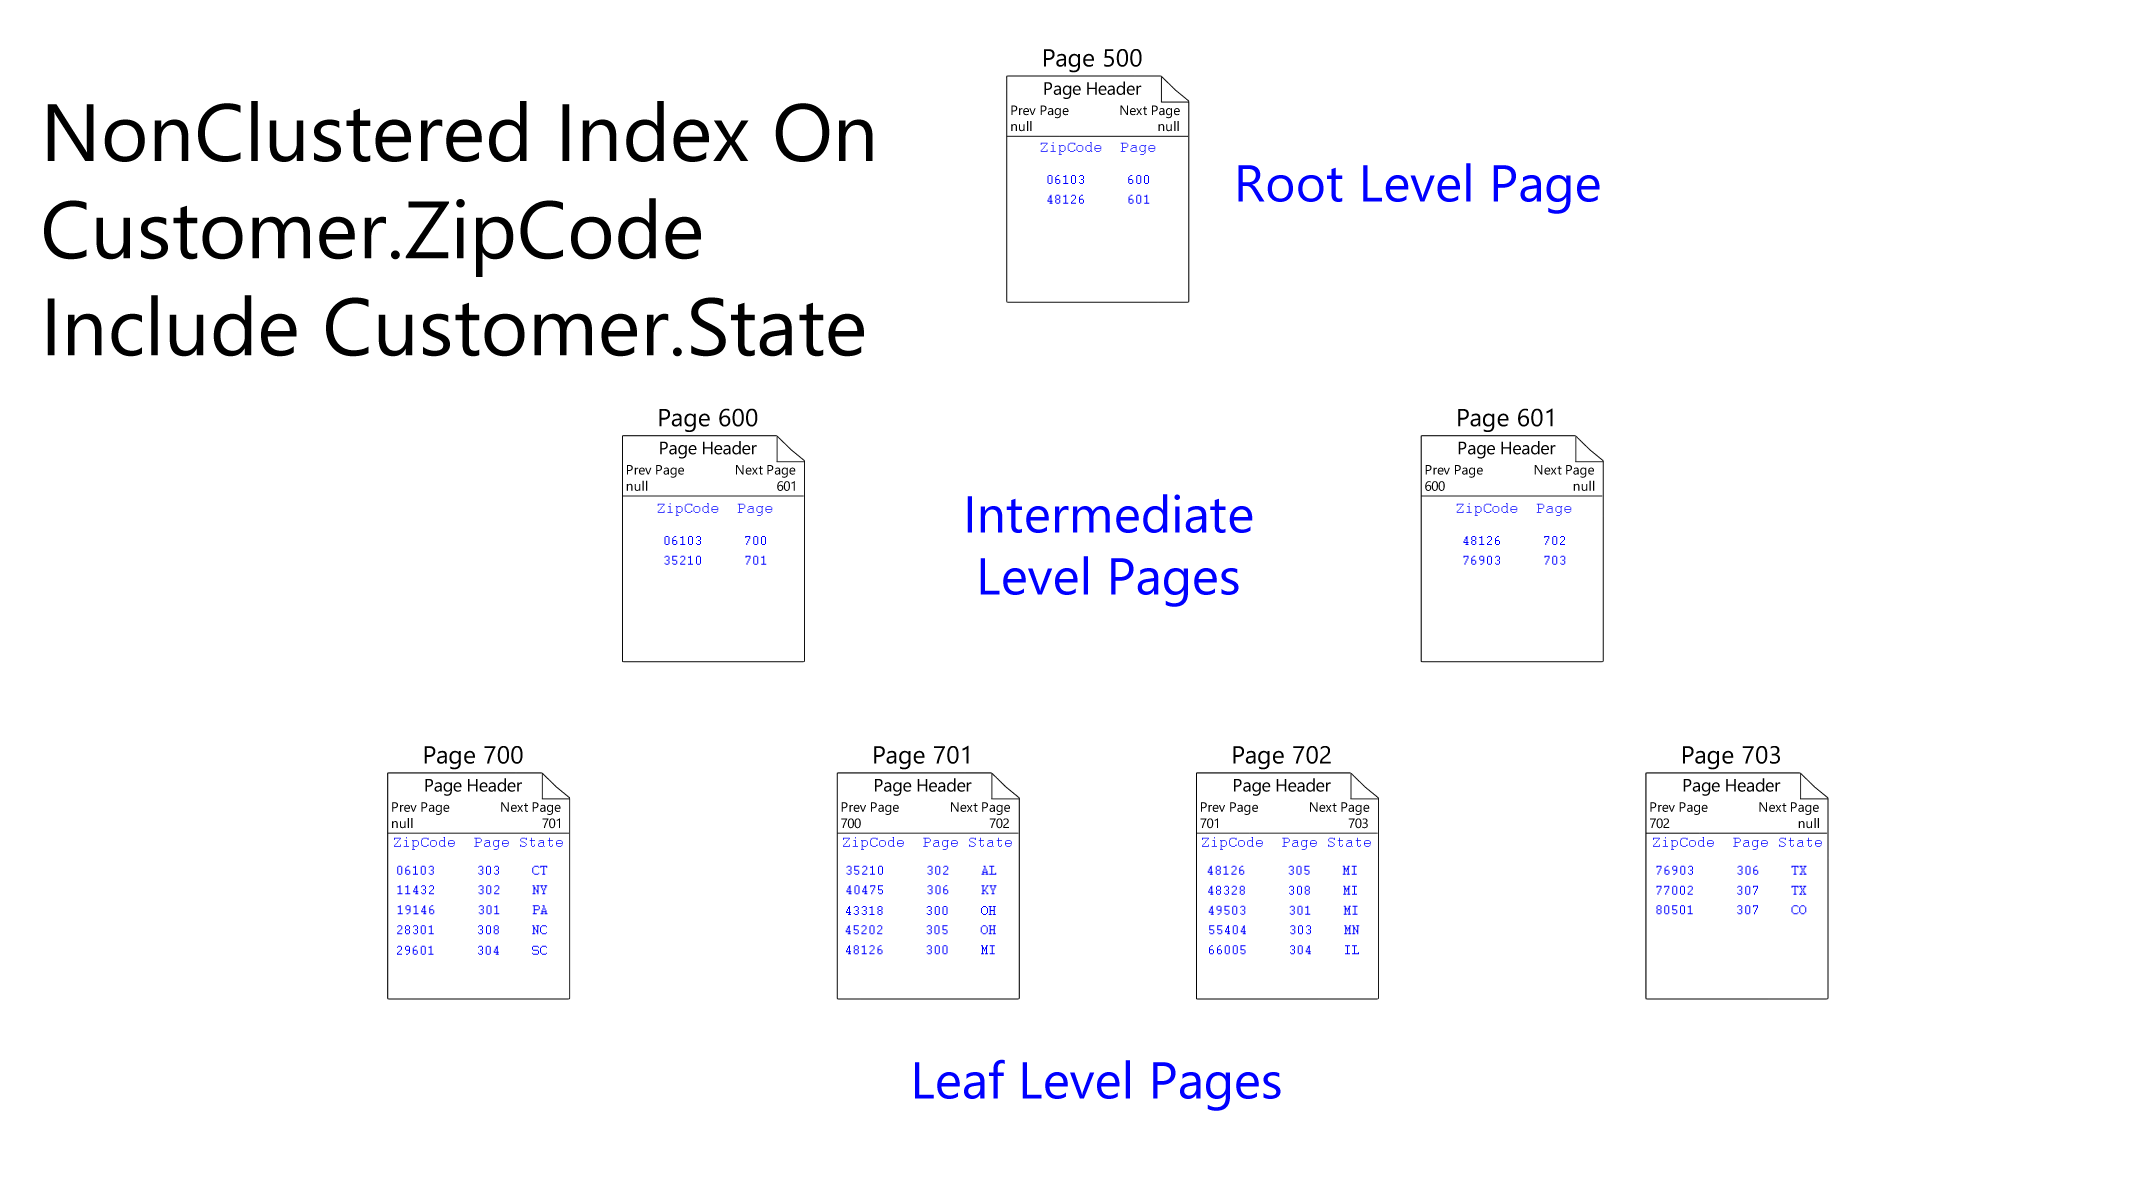 NonClustered Index On
Customer.ZipCode
Include Customer.State
Page 500
Page Header
Prev Page Next Page
null null
ZipCode Page
06103 600
48126 601
Root Level Page
Page 600
Page Header
Prev Page Next Page
null 601
ZipCode Page
06103 700
35210 701
Intermediate
Level Pages
Page 601
Page Header
Prev Page Next Page
600 null
ZipCode Page
48126 702
76903 703
Page 700
Page Header
Prev Page Next Page
null 701
ZipCode Page State
06103 303 CT
11432 302 NY
19146 301 PA
28301 308 NC
29601 304 SC
Page 701
Page Header
Prev Page Next Page
700 702
ZipCode Page State
35210 302 AL
40475 306 KY
43318 300 OH
45202 305 OH
48126 300 MI
Page 702
Page Header
Prev Page Next Page
701 703
ZipCode Page State
48126 305 MI
48328 308 MI
49503 301 MI
55404 303 MN
66005 304 IL
Page 703
Page Header
Prev Page Next Page
702 null
ZipCode Page State
76903 306 TX
77002 307 TX
80501 307 CO
Leaf Level Pages